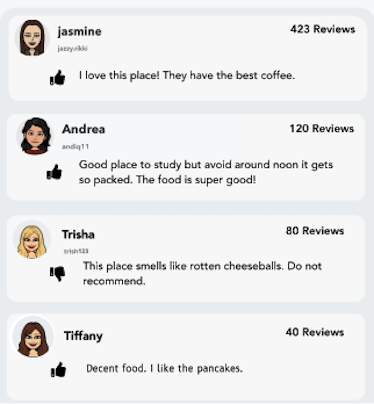 jasmine 423 Reviews
jazzy.rikki
I love this place! They have the best coffee.
Andrea 120 Reviews
andiq11
Good place to study but avoid around noon it gets
so packed. The food is super good!
Trisha 80 Reviews
trish123
This place smells like rotten cheeseballs. Do not
recommend.
Tiffany 40 Reviews
Decent food. I like the pancakes.